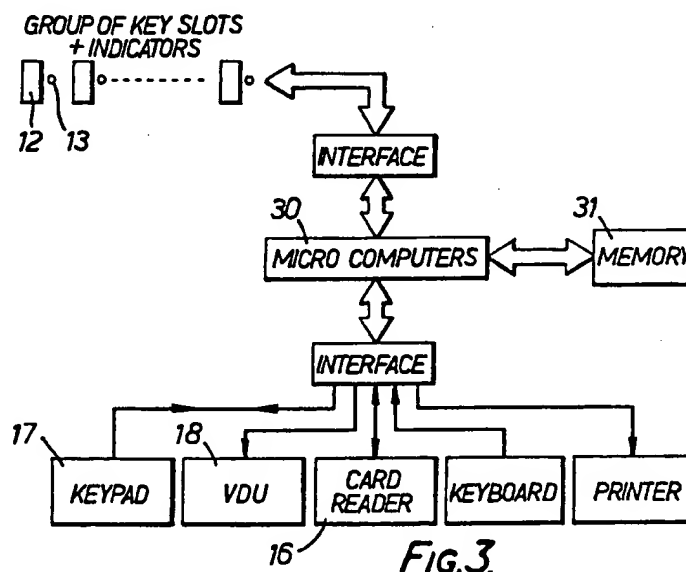 GROUP OF KEY SLOTS
+ INDICATORS
12
13
INTERFACE
30
MICRO COMPUTERS
31
MEMORY
INTERFACE
17
KEYPAD
18
VDU
CARD
READER
16
KEYBOARD
PRINTER
FIG.3.